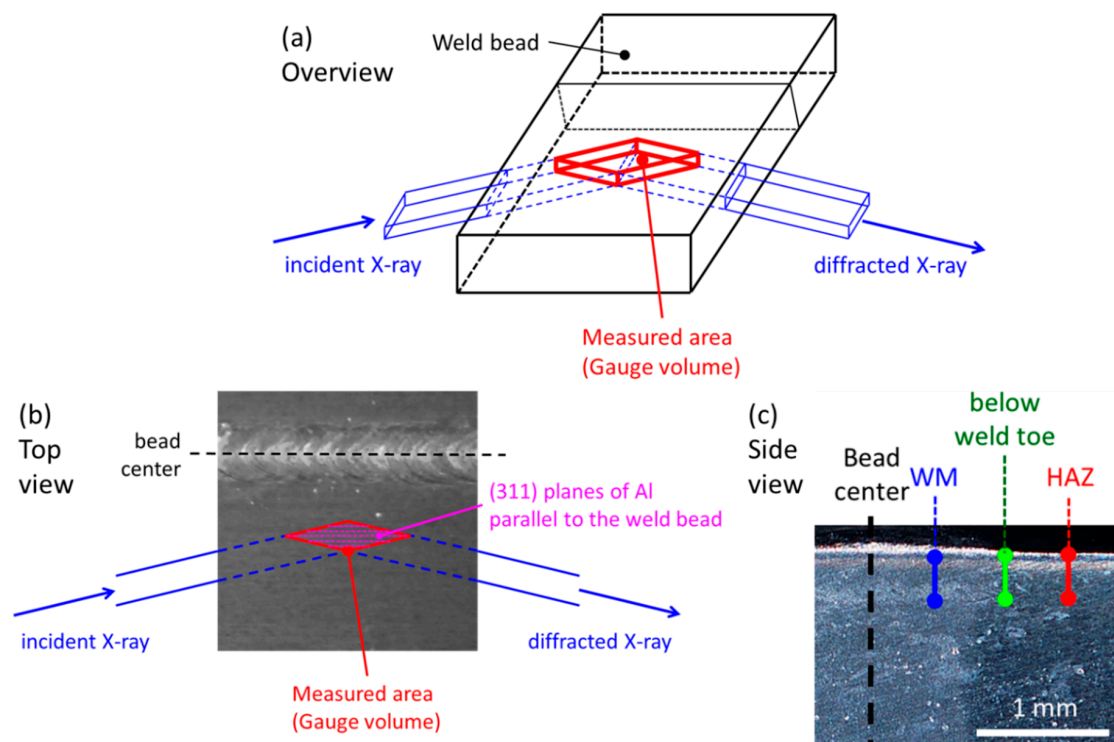 (a)
Overview
Weld bead
incident X-ray
diffracted X-ray
Measured area
(Gauge volume)
(b)
Top
view
bead
center
(311) planes of Al
parallel to the weld bead
incident X-ray
diffracted X-ray
Measured area
(Gauge volume)
(c)
Side
view
Bead
center
WM
below
weld toe
HAZ
1 mm